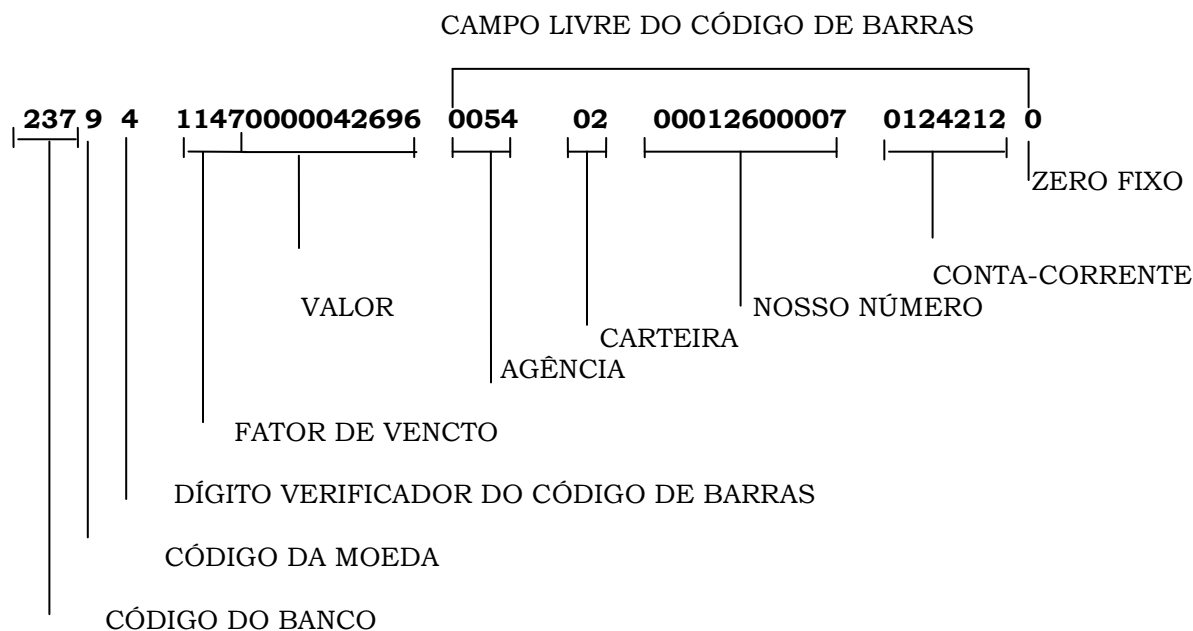 CAMPO LIVRE DO CÓDIGO DE BARRAS
237 9 4 11470000042696 0054 02 00012600007 0124212 0
ZERO FIXO
CONTA-CORRENTE
VALOR NOSSO NÚMERO
CARTEIRA
AGÊNCIA
FATOR DE VENCTO
DÍGITO VERIFICADOR DO CÓDIGO DE BARRAS
CÓDIGO DA MOEDA
CÓDIGO DO BANCO